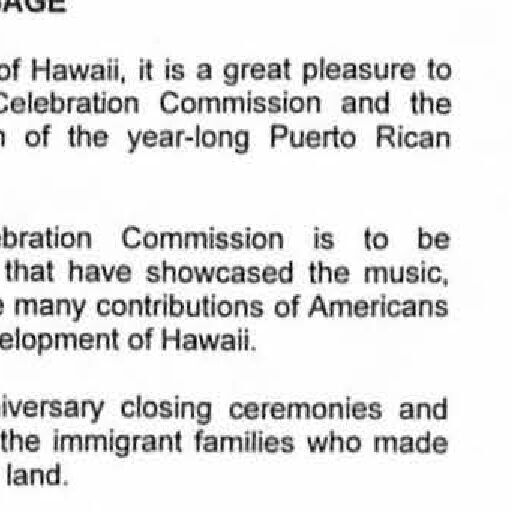 of Hawaii, it is a great pleasure to
Celebration Commission and the
of the year-long Puerto Rican
bration Commission is to be
that have showcased the music,
many contributions of Americans
elopment of Hawaii.
iversary closing ceremonies and
the immigrant families who made
land.